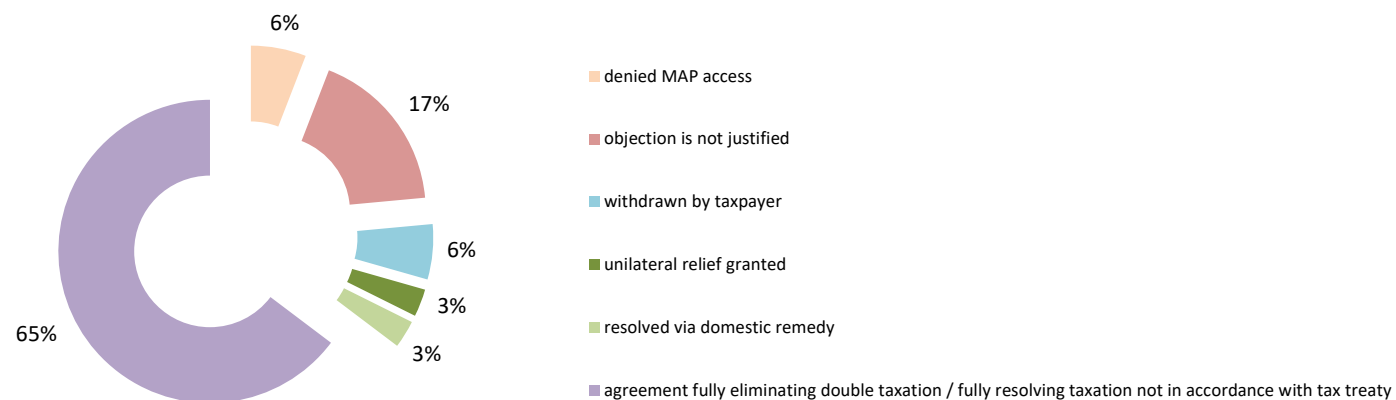 6%
17%
6%
3%
3%
65%
denied MAP access
objection is not justified
withdrawn by taxpayer
unilateral relief granted
resolved via domestic remedy
agreement fully eliminating double taxation / fully resolving taxation not in accordance with tax treaty